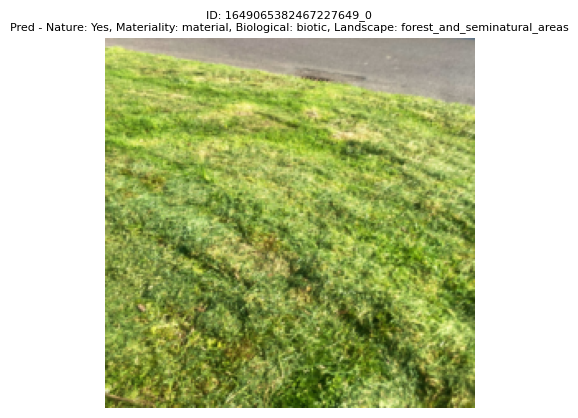 ID: 1649065382467227649_0
Pred - Nature: Yes, Materiality: material, Biological: biotic, Landscape: forest_and_seminatural_areas